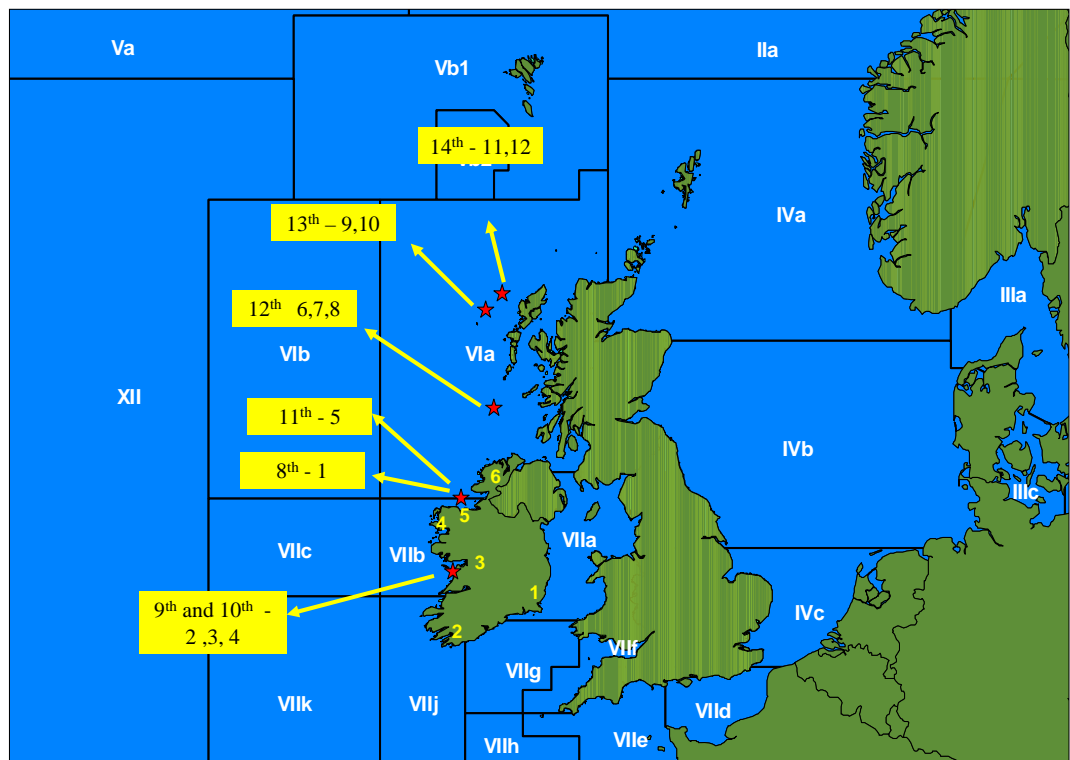 Va
Vb1
IIa
14th - 11,12
13th – 9,10
IVa
12th 6,7,8
IIIa
VIb
VIa
XII
11th - 5
IVb
8th - 1
6
IIIc
5
4
VIIc
VIIb
VIIa
3
1
9th and 10th -
2 ,3, 4
IVc
2
VIIf
VIIg
VIIk
VIIj
VIId
VIIh
VIIe